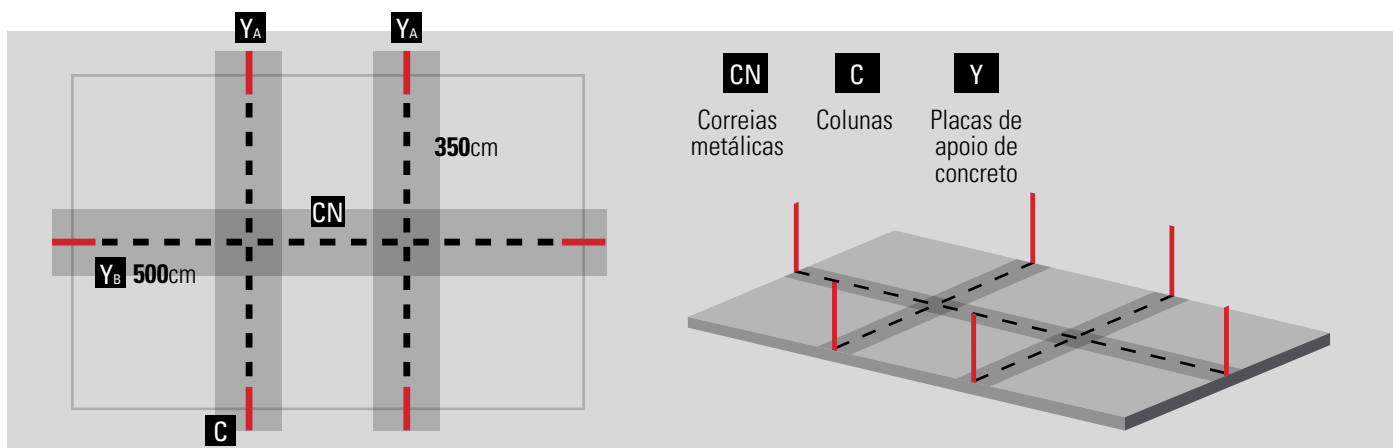 YA
YA
350cm
CN
YB 500cm
C
CN
Correias
metálicas
C
Colunas
Y
Placas de
apoio de
concreto